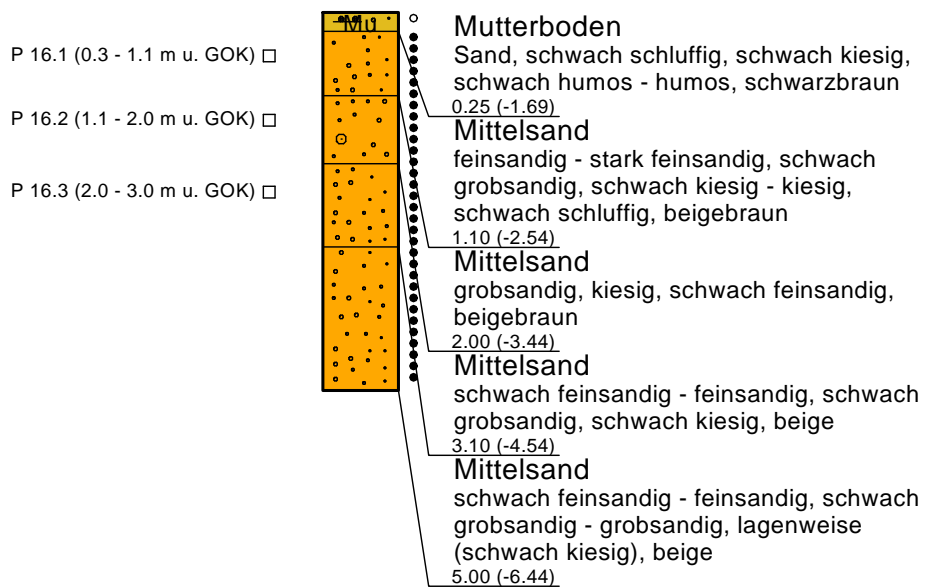 Mu
P 16.1 (0.3 - 1.1 m u. GOK)
P 16.2 (1.1 - 2.0 m u. GOK)
P 16.3 (2.0 - 3.0 m u. GOK)
Mutterboden
Sand, schwach schluffig, schwach kiesig,
schwach humos - humos, schwarzbraun
0.25 (-1.69)
Mittelsand
feinsandig - stark feinsandig, schwach
grobsandig, schwach kiesig - kiesig,
schwach schluffig, beigebraun
1.10 (-2.54)
Mittelsand
grobsandig, kiesig, schwach feinsandig,
beigebraun
2.00 (-3.44)
Mittelsand
schwach feinsandig - feinsandig, schwach
grobsandig, schwach kiesig, beige
3.10 (-4.54)
Mittelsand
schwach feinsandig - feinsandig, schwach
grobsandig - grobsandig, lagenweise
(schwach kiesig), beige
5.00 (-6.44)